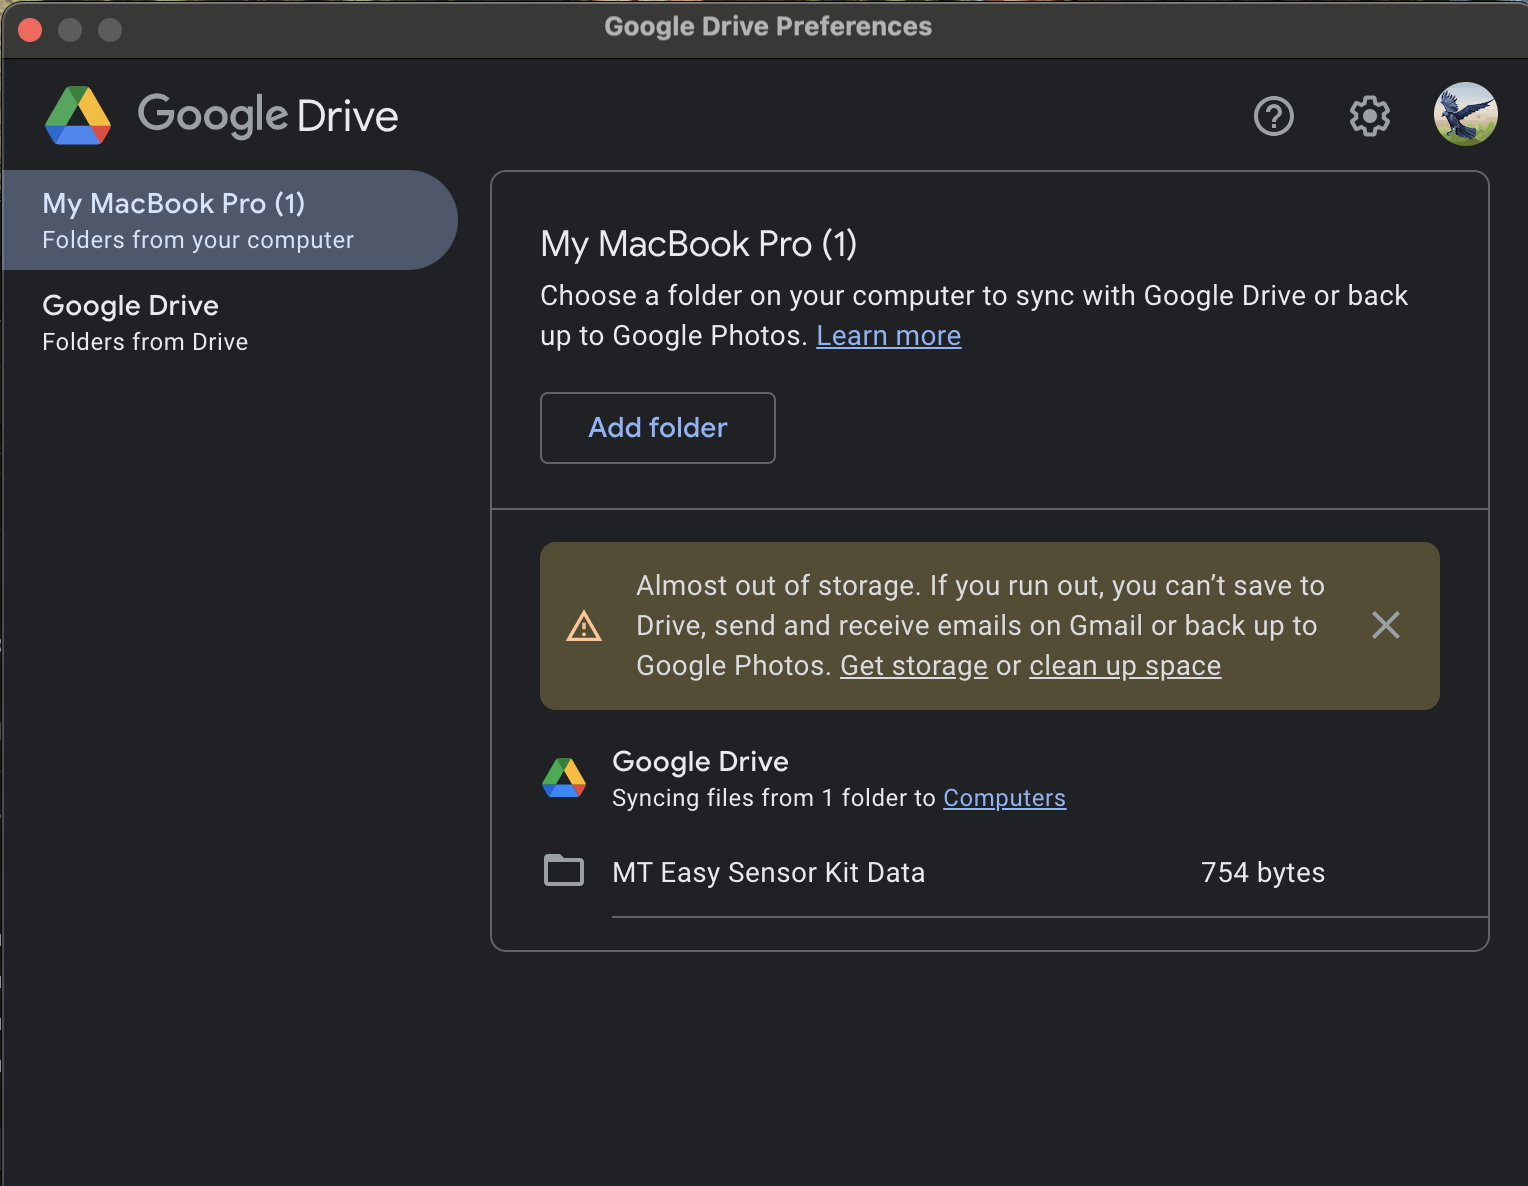 Google Drive Preferences
Google Drive
My MacBook Pro (1)
Folders from your computer
Google Drive
Folders from Drive
My MacBook Pro (1)
Choose a folder on your computer to sync with Google Drive or back
up to Google Photos. Learn more
Add folder
Almost out of storage. If you run out, you can’t save to
Drive, send and receive emails on Gmail or back up to
Google Photos. Get storage or clean up space
Google Drive
Syncing files from 1 folder to Computers
MT Easy Sensor Kit Data 754 bytes